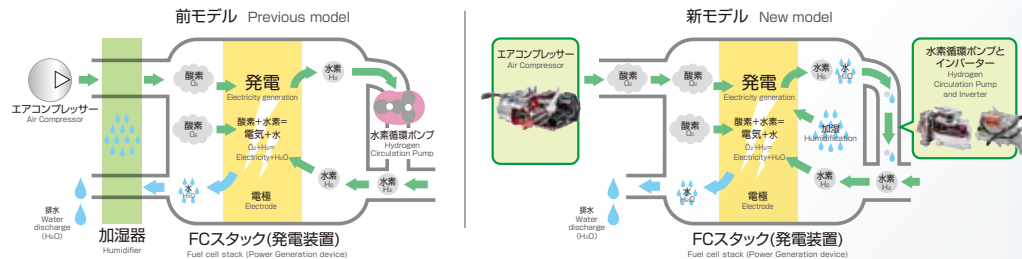 前モデル Previous model
エアコンプレッサー
Air Compressor
酸素
O₂
発電
Electricity generation
水素
H₂
酸素
O₂
酸素+水素=
電気+水
O₂+H₂=
Electricity+H₂O
水素循環ポンプ
Hydrogen
Circulation Pump
水
H₂O
電極
Electrode
水素
H₂
水素
H₂
排水
Water
discharge
(H₂O)
加湿器
Humidifier
FCスタック(発電装置)
Fuel cell stack (Power Generation device)
新モデル New model
エアコンプレッサー
Air Compressor
酸素
O₂
酸素
O₂
発電
Electricity generation
水素
H₂
水
H₂O
水素循環ポンプと
インバーター
Hydrogen
Circulation Pump
and Inverter
酸素
O₂
酸素+水素=
電気+水
O₂+H₂=
Electricity+H₂O
加湿
Humidification
水
H₂O
電極
Electrode
水素
H₂
水素
H₂
排水
Water
discharge
(H₂O)
FCスタック(発電装置)
Fuel cell stack (Power Generation device)